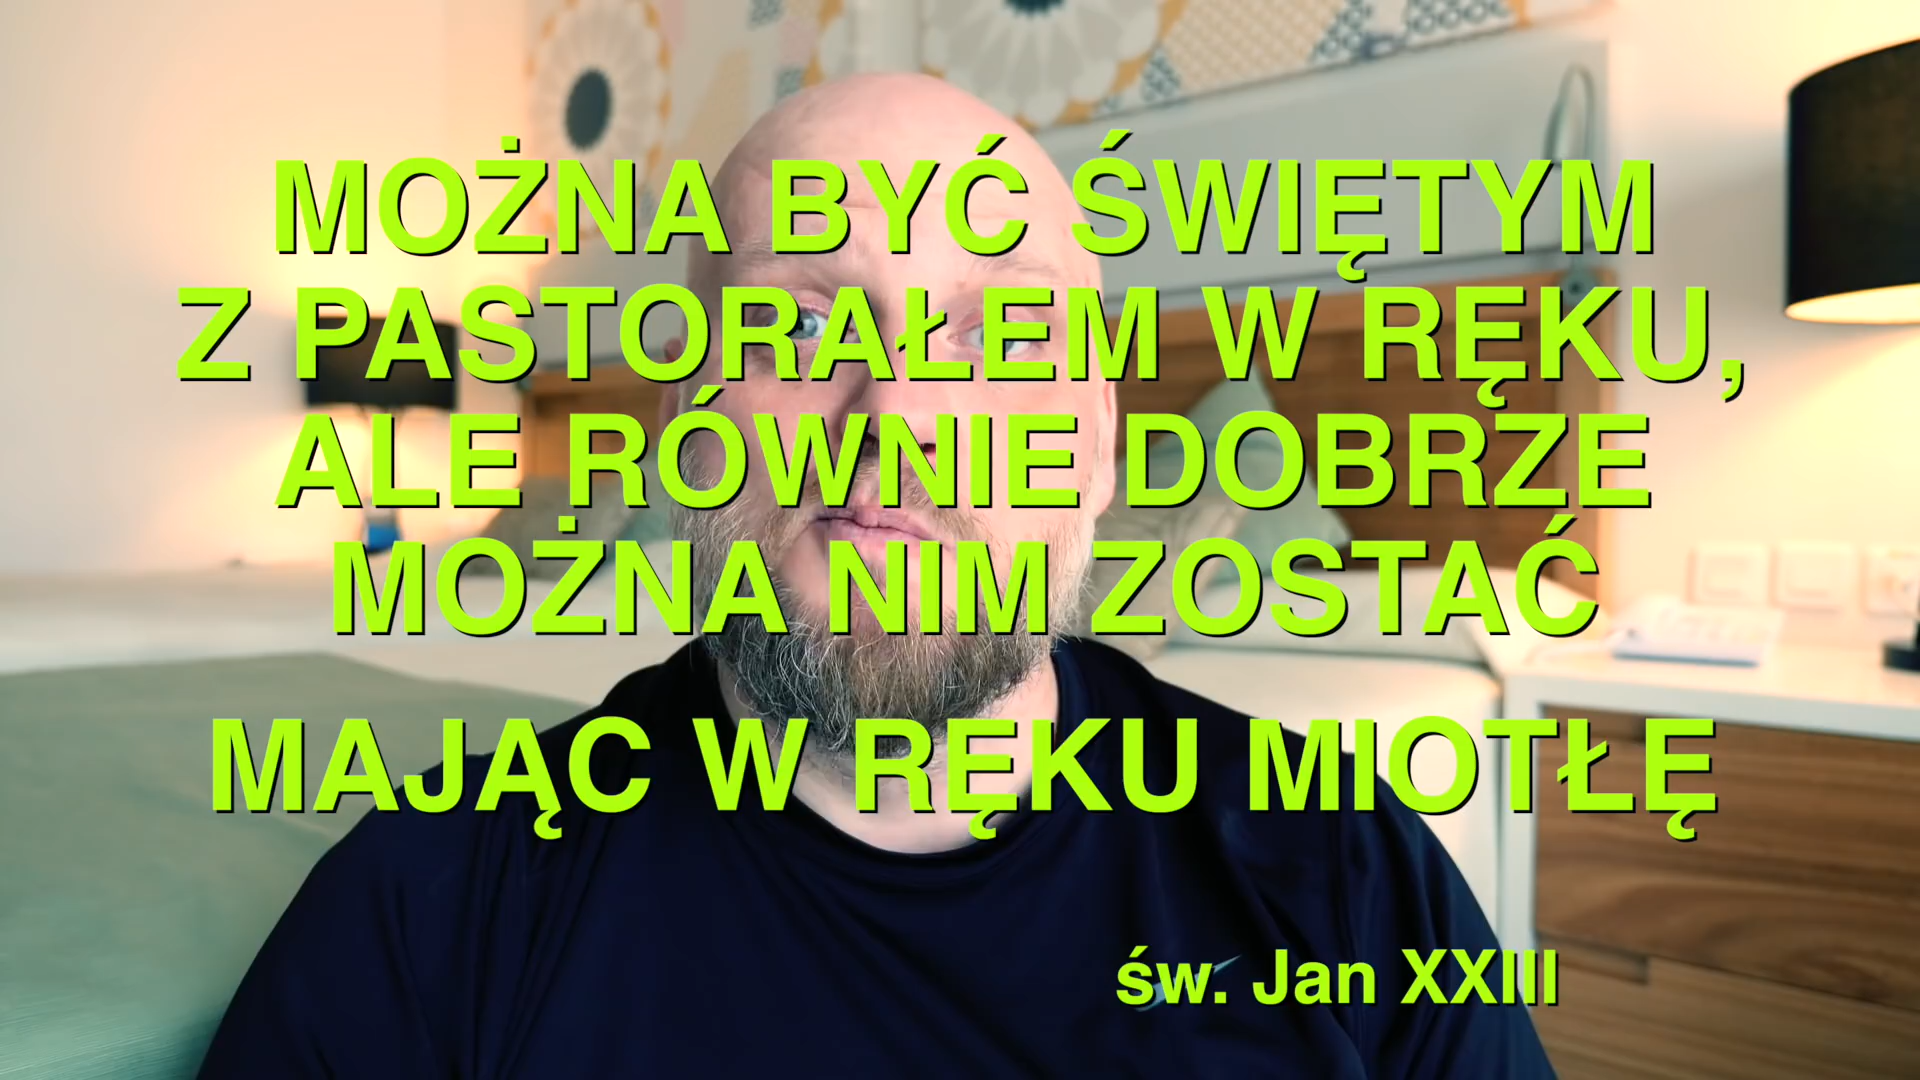 MOŻNA BYĆ ŚWIĘTYM
Z PASTORAŁEM W RĘKU,
ALE RÓWNIE DOBRZE
MOŻNA NIM ZOSTAĆ
MAJĄC W RĘKU MIOTŁĘ
św. Jan XXIII